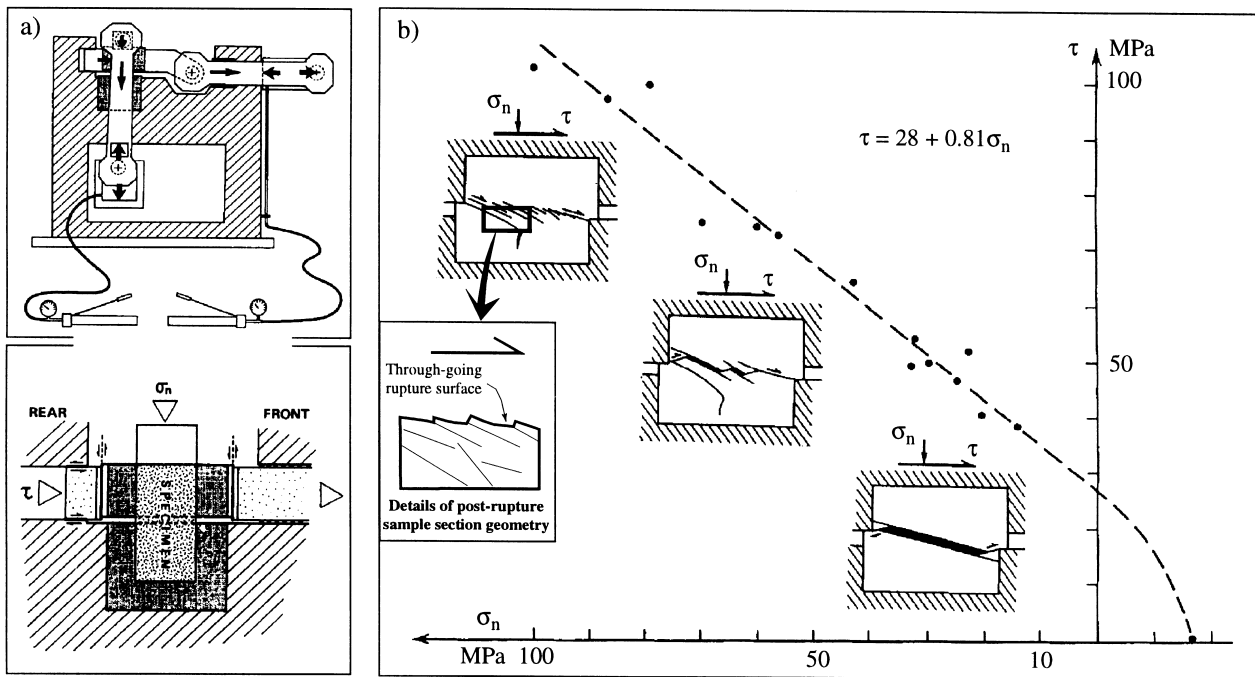 a)
σn
REAR
FRONT
τ
SPECIMEN
b)
τ MPa
100
σn
τ
τ = 28 + 0.81σn
σn
τ
50
Through-going
rupture surface
Details of post-rupture
sample section geometry
σn
τ
σn
MPa 100
50
10